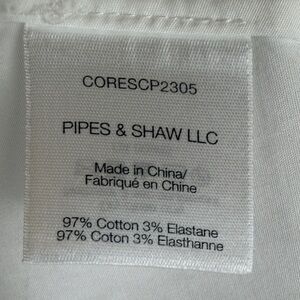 CORESCP2305
PIPES & SHAW LLC
Made in China/
Fabriqué en Chine
97% Cotton 3% Elastane
97% Coton 3% Elasthanne